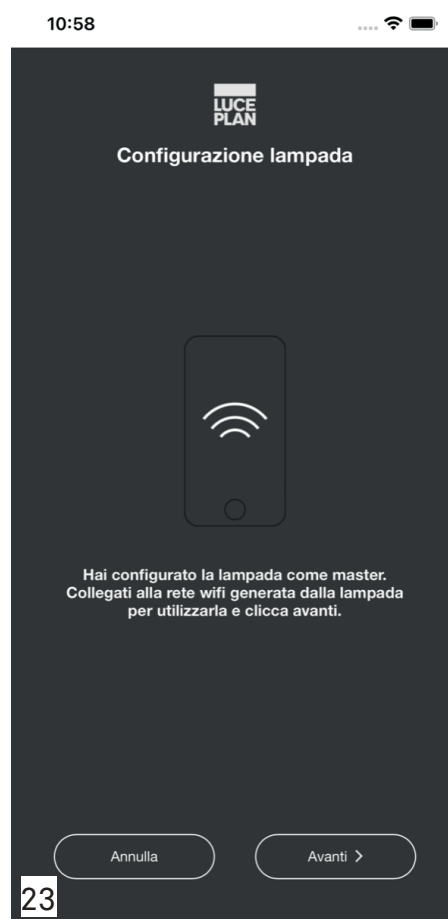 10:58
LUCE
PLAN
Configurazione lampada
Hai configurato la lampada come master.
Collegati alla rete wifi generata dalla lampada
per utilizzarla e clicca avanti.
Annulla
Avanti
23